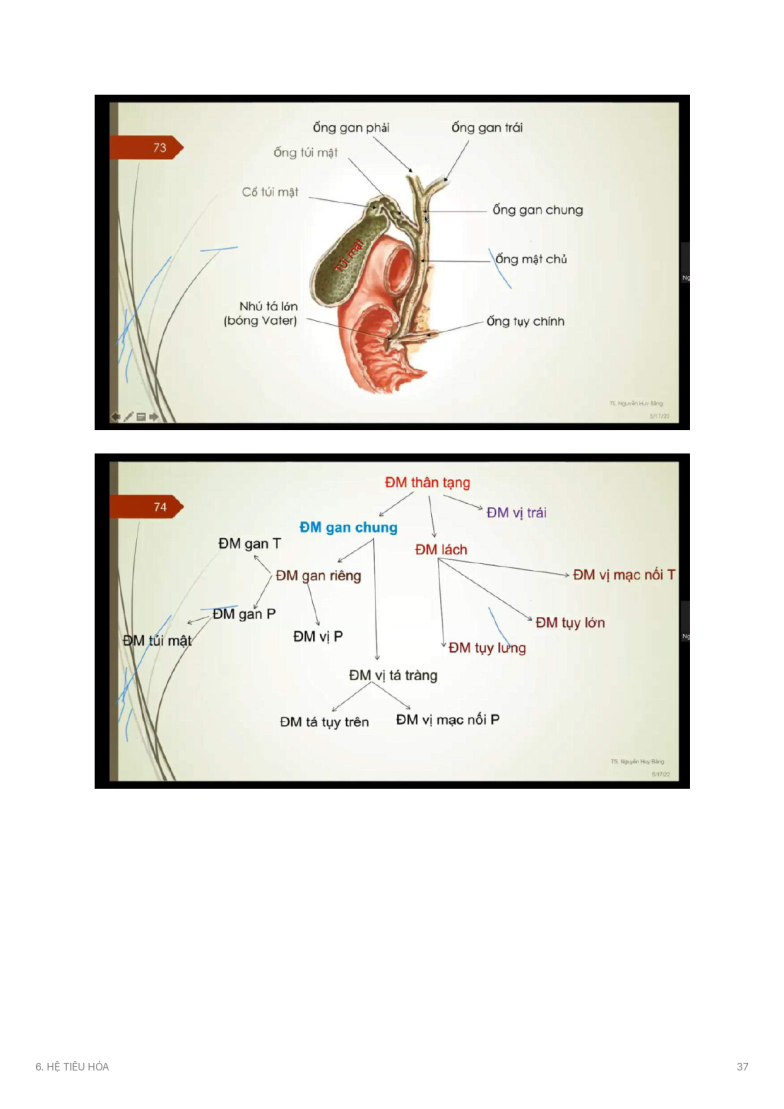 73
ống gan phải
ống gan trái
ống túi mật
Cổ túi mật
ống gan chung
Túi mật
ống mật chủ
Nhú tá lớn
(bóng Vater)
ống tụy chính
TS. Nguyễn Huy Bằng
5/17/22
74
ĐM thân tạng
ĐM vị trái
ĐM gan chung
ĐM gan T
ĐM lách
ĐM gan riêng
ĐM vị mạc nối T
ĐM gan P
ĐM tụy lớn
ĐM túi mật
ĐM vị P
ĐM tụy lưng
ĐM vị tá tràng
ĐM tá tụy trên
ĐM vị mạc nối P
TS. Nguyễn Huy Bằng
6. HỆ TIÊU HÓA
37